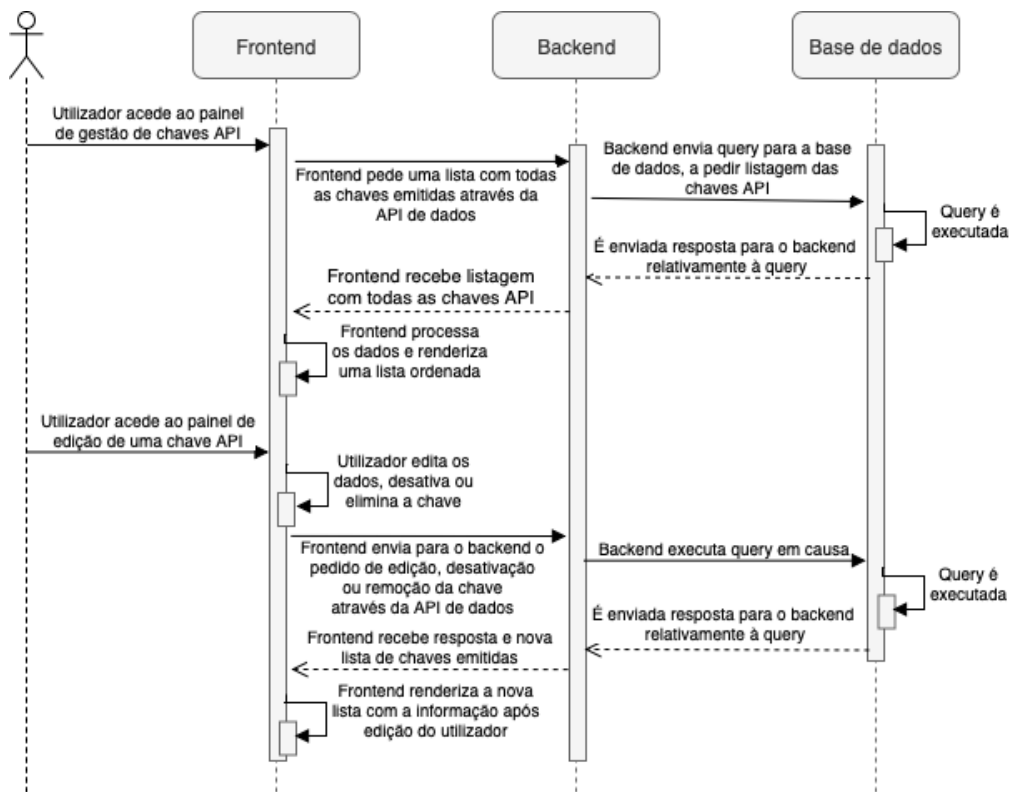 Frontend
Backend
Base de dados
Utilizador acede ao painel
de gestão de chaves API
Frontend pede uma lista com todas
as chaves emitidas através da
API de dados
Backend envia query para a base
de dados, a pedir listagem das
chaves API
Query é
executada
É enviada resposta para o backend
relativamente à query
Frontend recebe listagem
com todas as chaves API
Frontend processa
os dados e renderiza
uma lista ordenada
Utilizador acede ao painel de
edição de uma chave API
Utilizador edita os
dados, desativa ou
elimina a chave
Frontend envia para o backend o
pedido de edição, desativação
ou remoção da chave
através da API de dados
Backend executa query em causa
Query é
executada
É enviada resposta para o backend
relativamente à query
Frontend recebe resposta e nova
lista de chaves emitidas
Frontend renderiza a nova
lista com a informação após
edição do utilizador